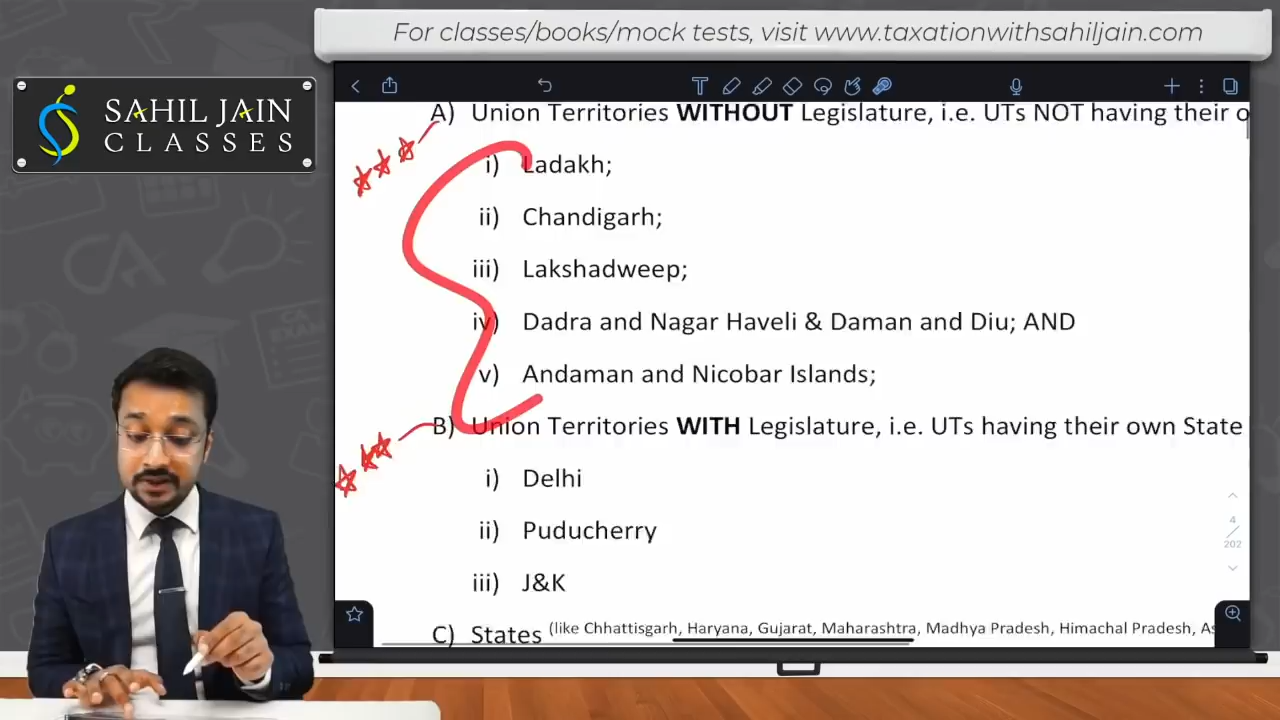 For classes/books/mock tests, visit www.taxationwithsahiljain.com
SAHIL JAIN
CLASSES
A) Union Territories WITHOUT Legislature, i.e. UTs NOT having their o
i) Ladakh;
ii) Chandigarh;
iii) Lakshadweep;
iv) Dadra and Nagar Haveli & Daman and Diu; AND
v) Andaman and Nicobar Islands;
B) Union Territories WITH Legislature, i.e. UTs having their own State
i) Delhi
ii) Puducherry
iii) J&K
4
202
C) States (like Chhattisgarh, Haryana, Gujarat, Maharashtra, Madhya Pradesh, Himachal Pradesh, As